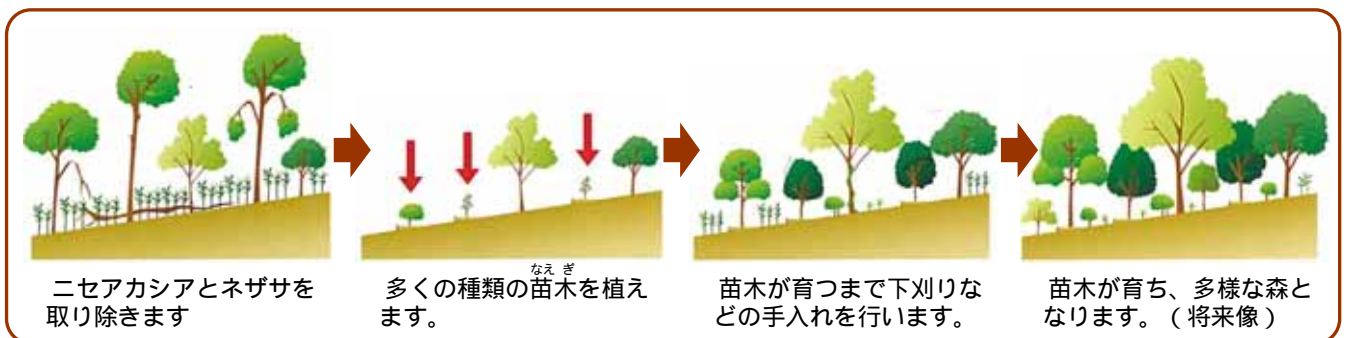 ニセアカシアとネザサを
取り除きます
なえ ぎ
多くの種類の苗木を植え
ます。
苗木が育つまで下刈りな
どの手入れを行います。
苗木が育ち、多様な森と
なります。(将来像)